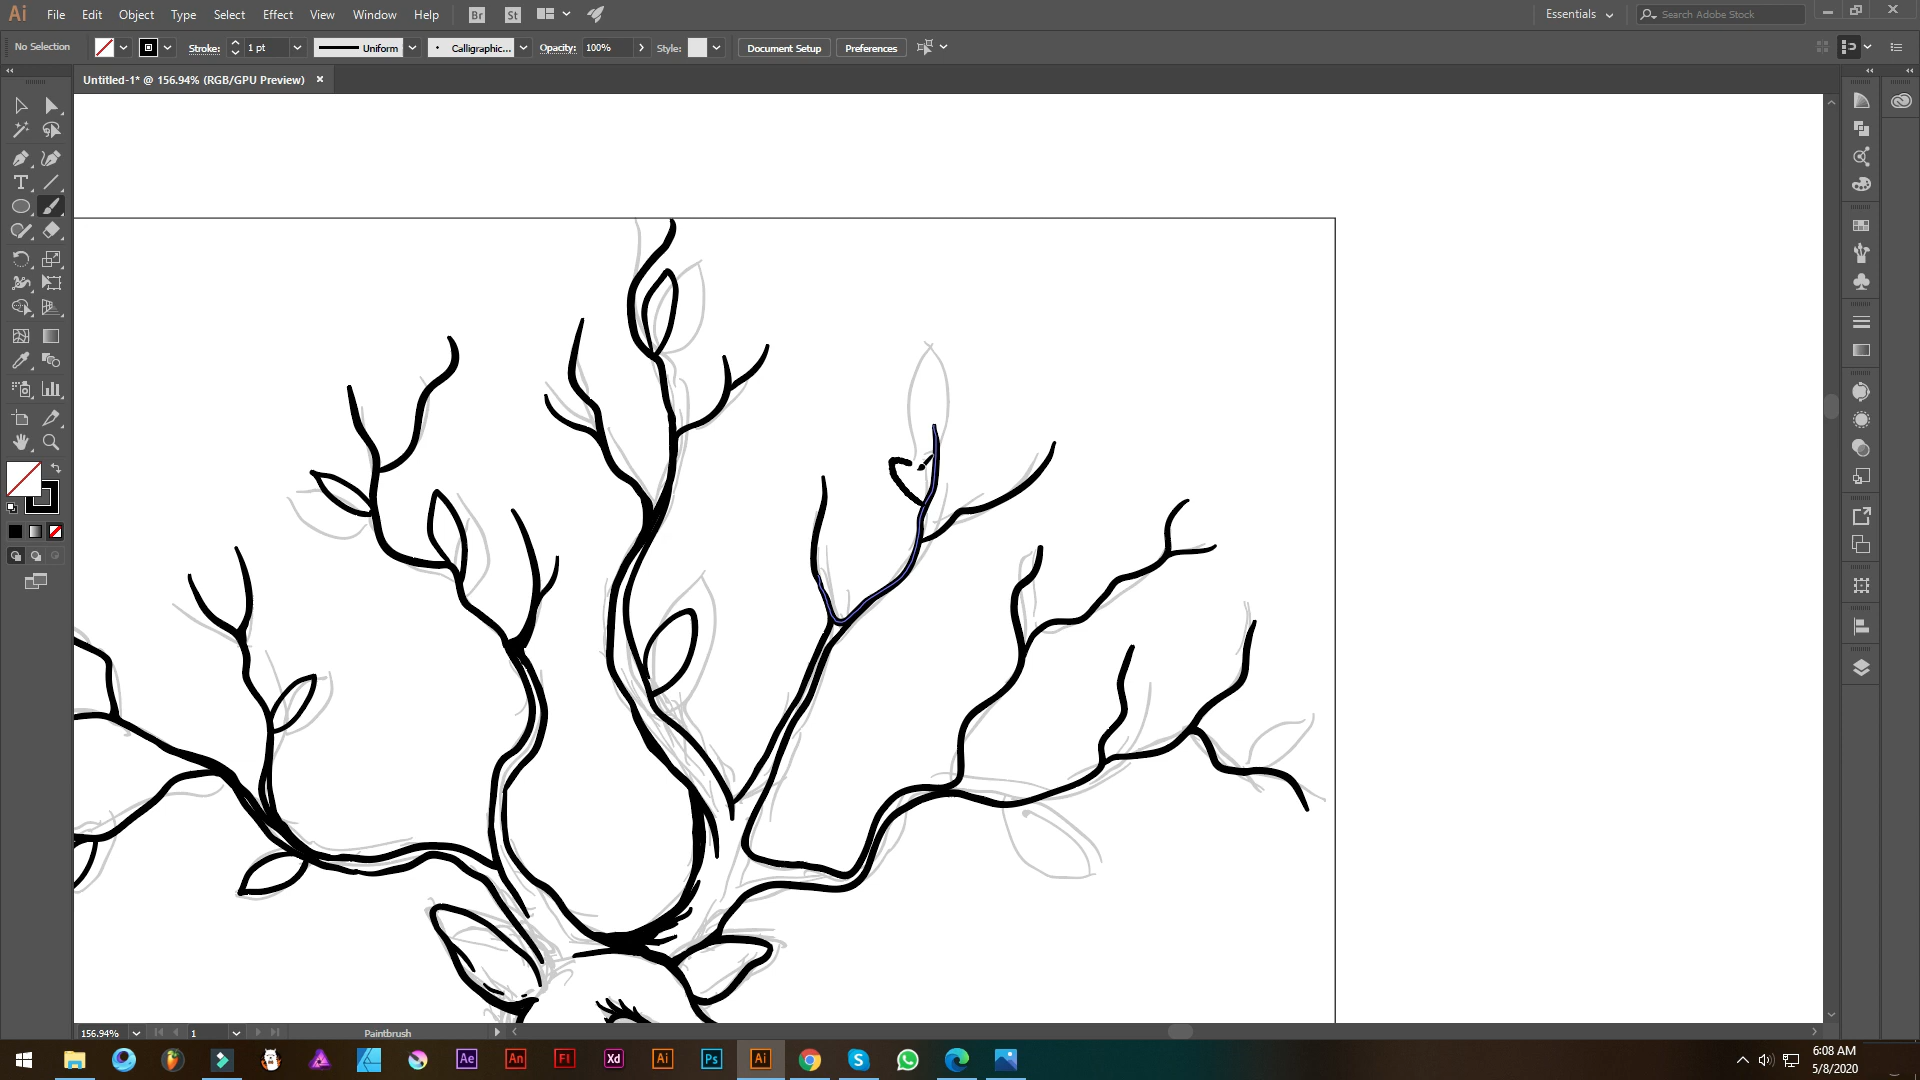 Ai File Edit Object Type Select Effect View Window Help Br St Essentials Search Adobe Stock
No Selection Stroke: 1 pt Uniform Calligraphic... Opacity: 100% Style: Document Setup Preferences
Untitled-1* @ 156.94% (RGB/GPU Preview) ×
T
156.94% 1 Paintbrush
Ae An Fl Xd Ai Ps Ai 6:08 AM
5/8/2020